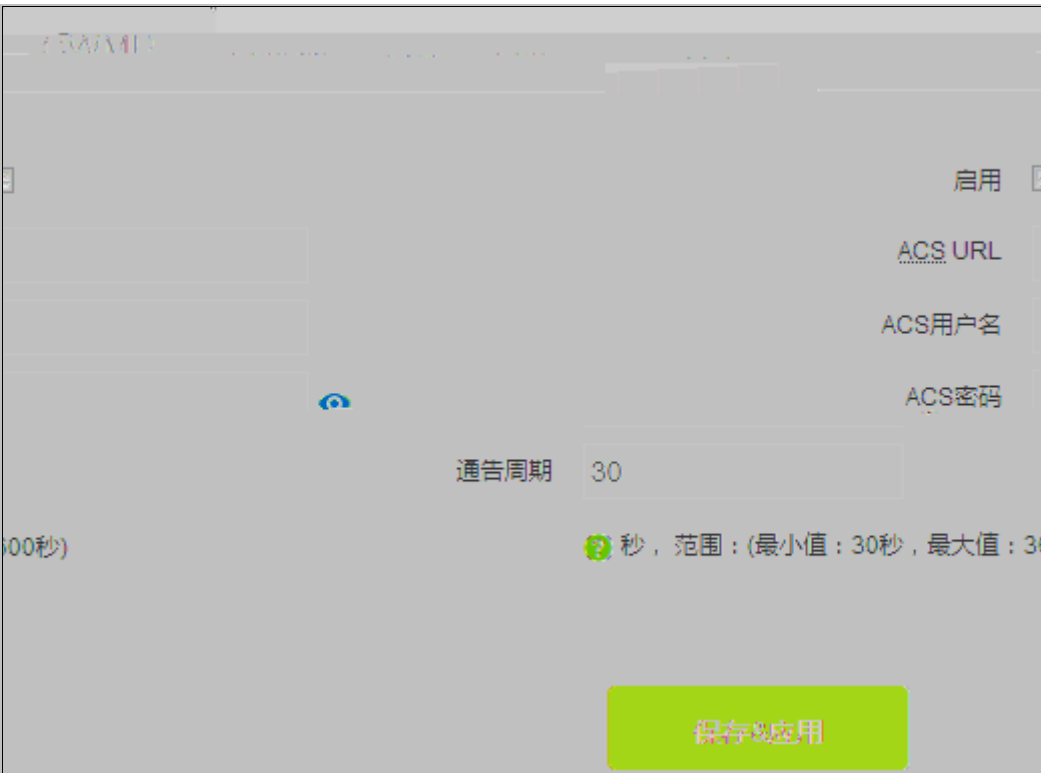 启用
ACS URL
ACS用户名
ACS密码
通告周期 30
600秒)
秒，范围：(最小值：30秒，最大值：3
保存&应用